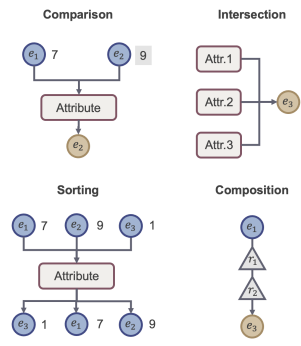 Comparison
e₁ 7 e₂ 9
Attribute
e₂
Intersection
Attr.1
Attr.2
e₃
Attr.3
Sorting
e₁ 7 e₂ 9 e₃ 1
Attribute
e₃ 1 e₁ 7 e₂ 9
Composition
e₁
r₁
r₂
e₃